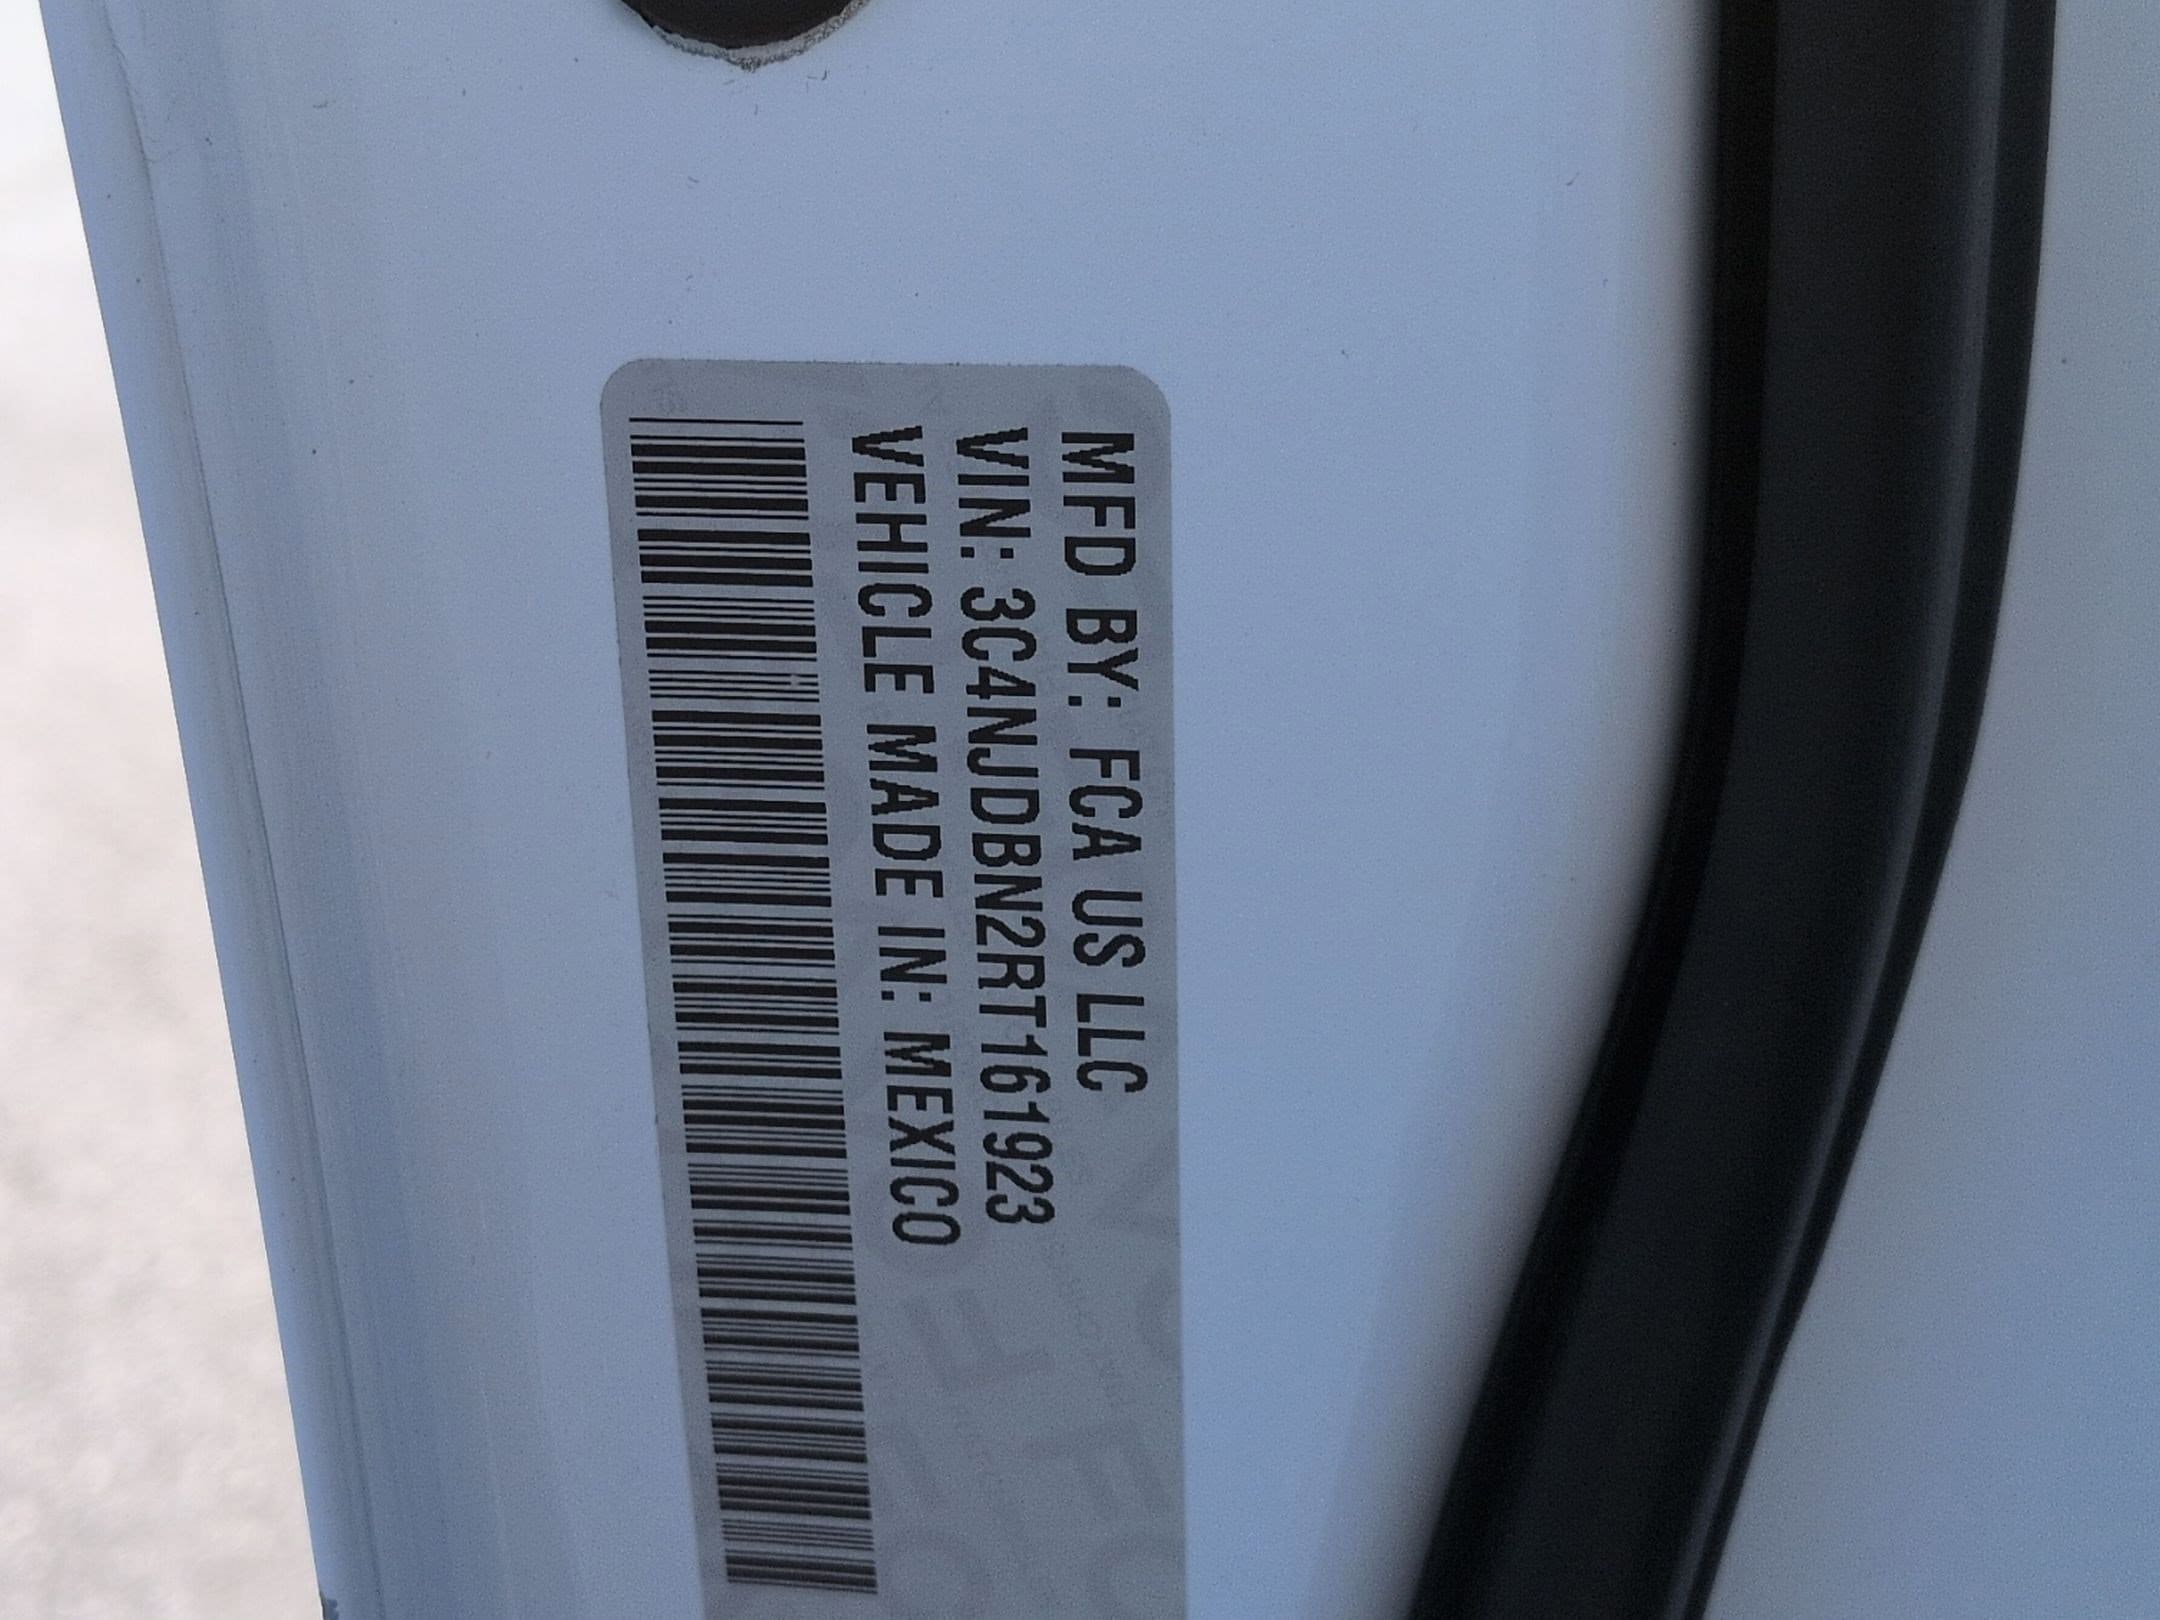 MFD BY: FCA US LLC
VIN: 3C4NJDBN2RT161923
VEHICLE MADE IN: MEXICO